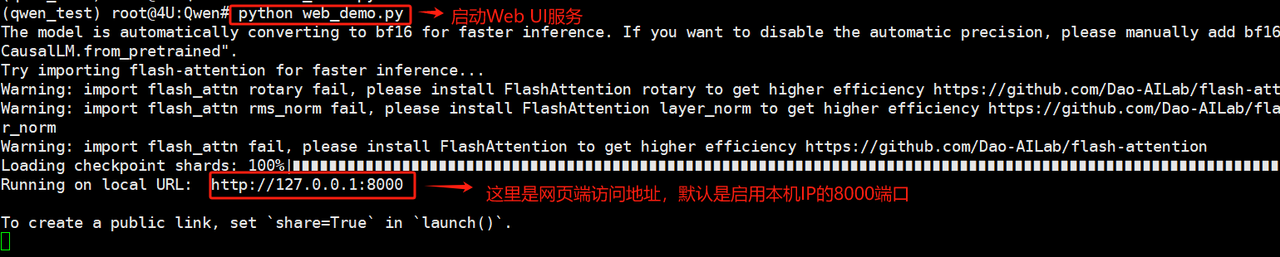 (qwen_test) root@4U:Qwen# python web_demo.py 启动Web UI服务
The model is automatically converting to bf16 for faster inference. If you want to disable the automatic precision, please manually add bf16
CausalLM.from_pretrained".
Try importing flash-attention for faster inference...
Warning: import flash_attn rotary fail, please install FlashAttention rotary to get higher efficiency https://github.com/Dao-AILab/flash-att
Warning: import flash_attn rms_norm fail, please install FlashAttention layer_norm to get higher efficiency https://github.com/Dao-AILab/fla
r_norm
Warning: import flash_attn fail, please install FlashAttention to get higher efficiency https://github.com/Dao-AILab/flash-attention
Loading checkpoint shards: 100%|
Running on local URL: http://127.0.0.1:8000 这里是网页端访问地址，默认是启用本机IP的8000端口
To create a public link, set `share=True` in `launch()`.